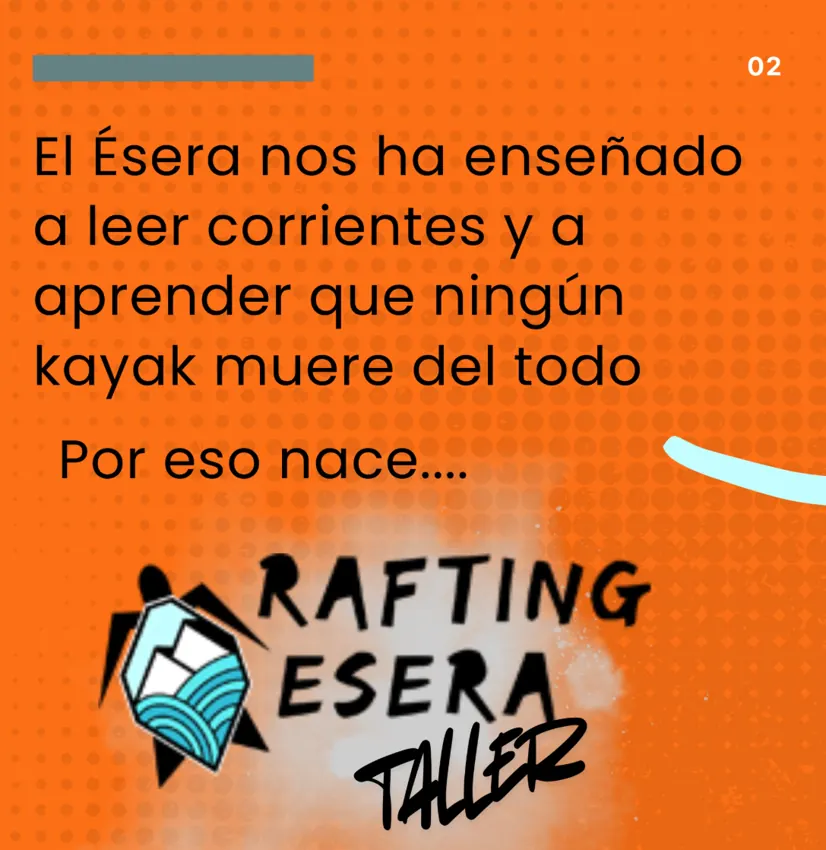 02
El Ésera nos ha enseñado
a leer corrientes y a
aprender que ningún
kayak muere del todo
Por eso nace....
RAFTING
ESERA
TALLER